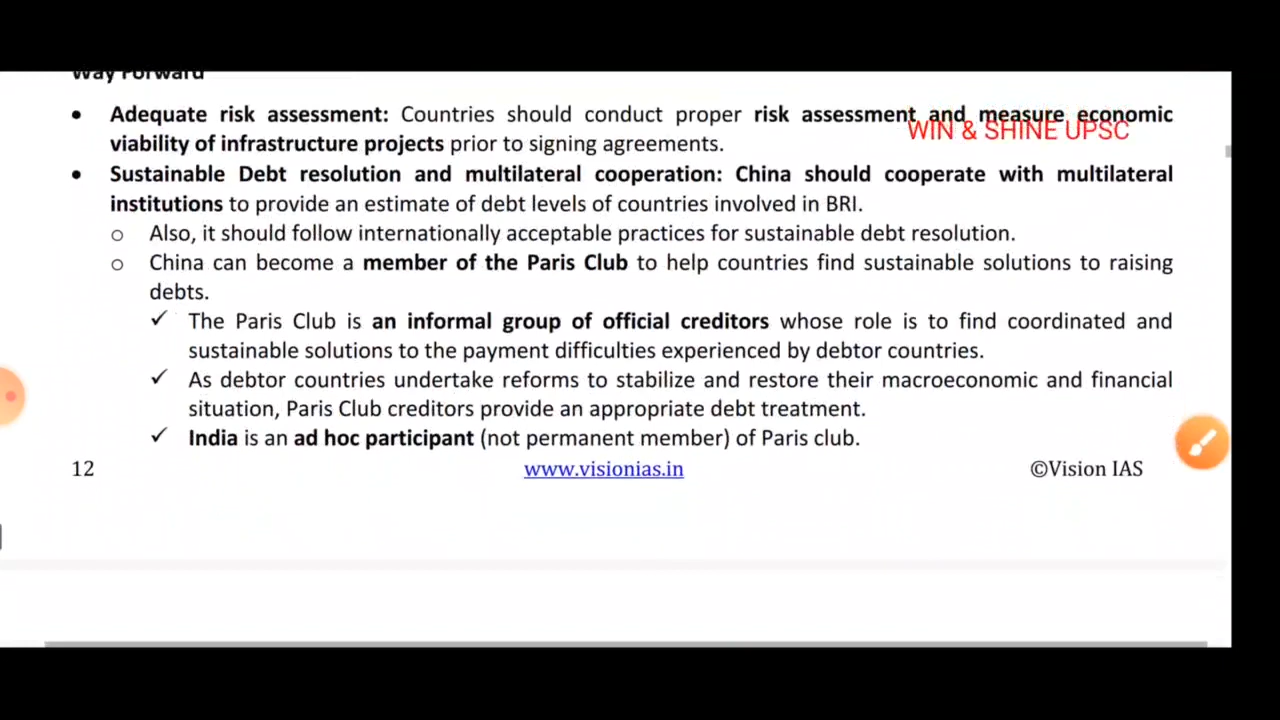 Way Forward
• Adequate risk assessment: Countries should conduct proper risk assessment and measure economic
viability of infrastructure projects prior to signing agreements.
WIN & SHINE UPSC
• Sustainable Debt resolution and multilateral cooperation: China should cooperate with multilateral
institutions to provide an estimate of debt levels of countries involved in BRI.
o Also, it should follow internationally acceptable practices for sustainable debt resolution.
o China can become a member of the Paris Club to help countries find sustainable solutions to raising
debts.
✓ The Paris Club is an informal group of official creditors whose role is to find coordinated and
sustainable solutions to the payment difficulties experienced by debtor countries.
✓ As debtor countries undertake reforms to stabilize and restore their macroeconomic and financial
situation, Paris Club creditors provide an appropriate debt treatment.
✓ India is an ad hoc participant (not permanent member) of Paris club.
12 www.visionias.in ©Vision IAS